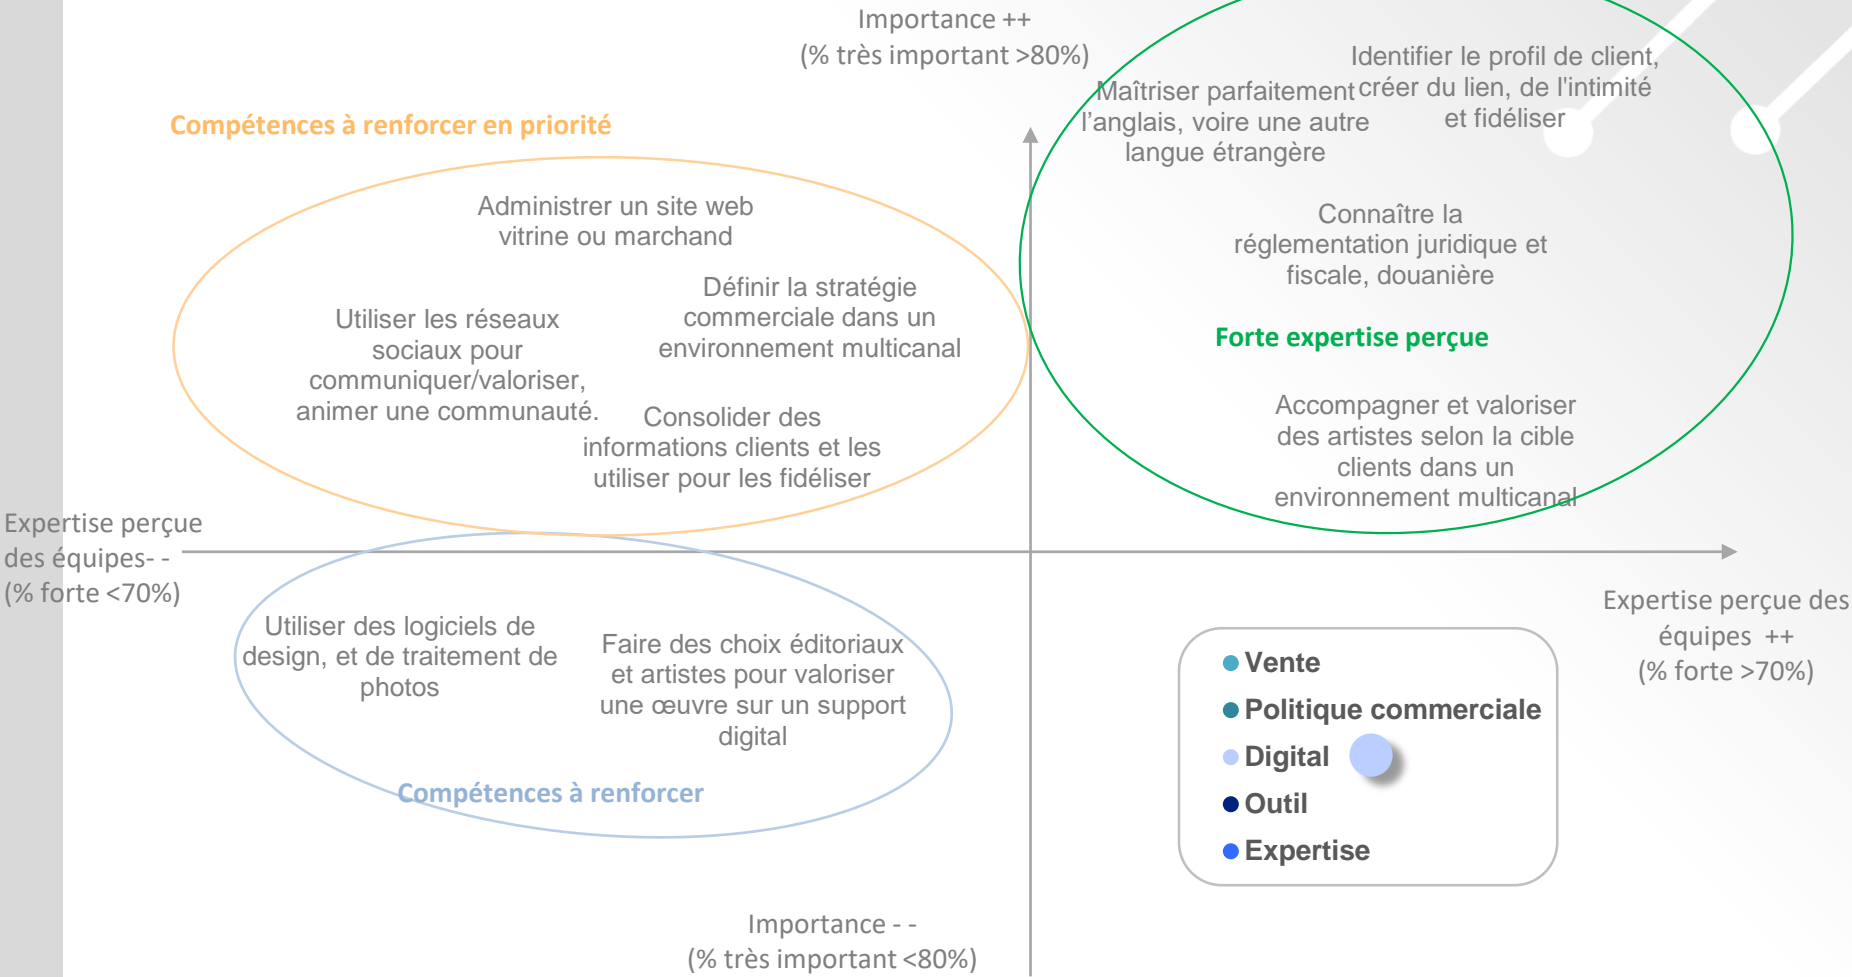 Importance ++
(% très important >80%)
Identifier le profil de client,
créer du lien, de l'intimité
et fidéliser
Maîtriser parfaitement
l’anglais, voire une autre
langue étrangère
Compétences à renforcer en priorité
Administrer un site web
vitrine ou marchand
Connaître la
réglementation juridique et
fiscale, douanière
Définir la stratégie
commerciale dans un
environnement multicanal
Utiliser les réseaux
sociaux pour
communiquer/valoriser,
animer une communauté.
Forte expertise perçue
Consolider des
informations clients et les
utiliser pour les fidéliser
Accompagner et valoriser
des artistes selon la cible
clients dans un
environnement multicanal
Expertise perçue
des équipes- -
(% forte <70%)
Expertise perçue des
équipes ++
(% forte >70%)
Utiliser des logiciels de
design, et de traitement de
photos
Faire des choix éditoriaux
et artistes pour valoriser
une œuvre sur un support
digital
Compétences à renforcer
Vente
Politique commerciale
Digital
Outil
Expertise
Importance - -
(% très important <80%)